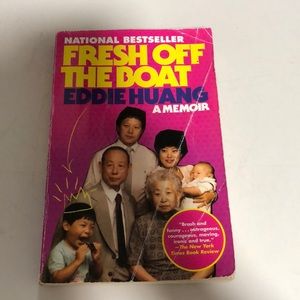 NATIONAL BESTSELLER
FRESH OFF
THE BOAT
EDDIE HUANG
A MEMOIR
"Brash and
funny . . . outrageous,
courageous, moving,
ironic and true."
—The New York
Times Book Review